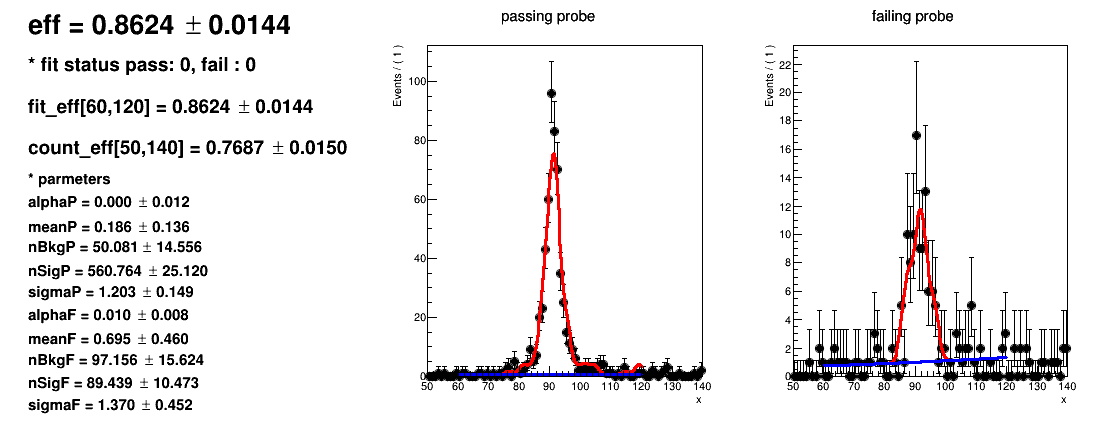 eff = 0.8624 ± 0.0144
* fit status pass: 0, fail : 0
fit_eff[60,120] = 0.8624 ± 0.0144
count_eff[50,140] = 0.7687 ± 0.0150
* parmeters
alphaP = 0.000 ± 0.012
meanP = 0.186 ± 0.136
nBkgP = 50.081 ± 14.556
nSigP = 560.764 ± 25.120
sigmaP = 1.203 ± 0.149
alphaF = 0.010 ± 0.008
meanF = 0.695 ± 0.460
nBkgF = 97.156 ± 15.624
nSigF = 89.439 ± 10.473
sigmaF = 1.370 ± 0.452
passing probe
Events / ( 1 )
100
80
60
40
20
0
50 60 70 80 90 100 110 120 130 140
x
failing probe
Events / ( 1 )
22
20
18
16
14
12
10
8
6
4
2
0
50 60 70 80 90 100 110 120 130 140
x